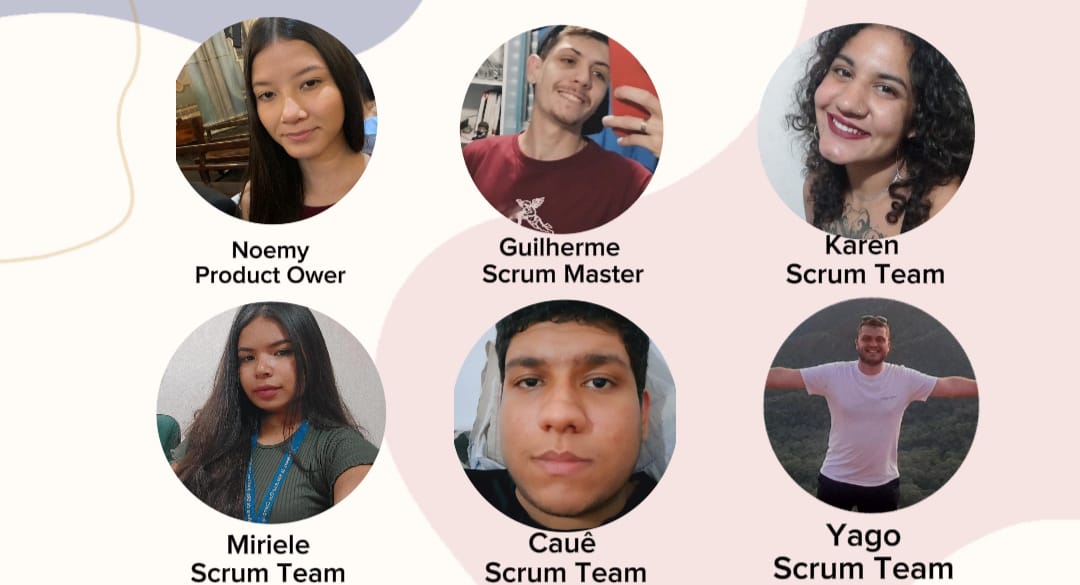 Noemy
Product Ower
Guilherme
Scrum Master
Karen
Scrum Team
Miriele
Scrum Team
Cauê
Scrum Team
Yago
Scrum Team